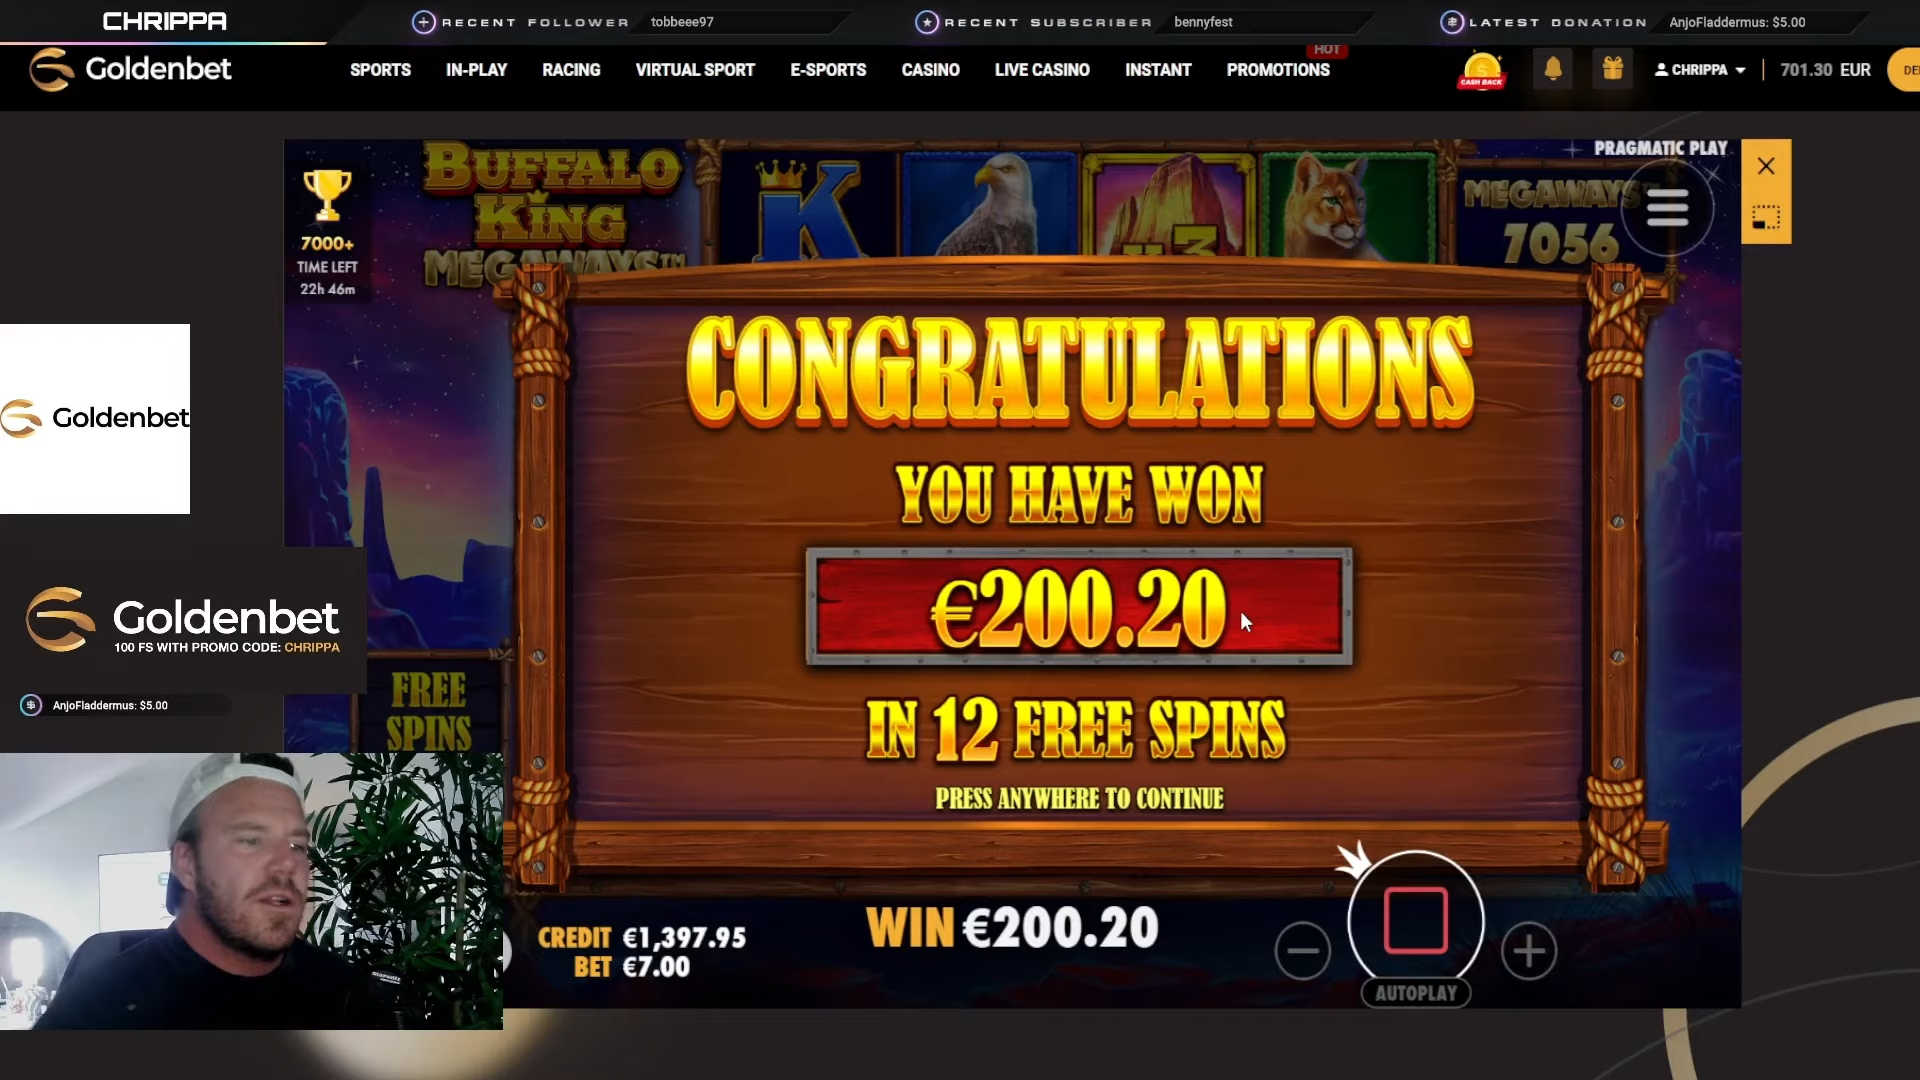 CHRIPPA
RECENT FOLLOWER tobbeee97
RECENT SUBSCRIBER bennyfest
LATEST DONATION AnjoFladdermus: $5.00
Goldenbet
SPORTS IN-PLAY RACING VIRTUAL SPORT E-SPORTS CASINO LIVE CASINO INSTANT PROMOTIONS
HOT
CASH BACK
CHRIPPA
701.30 EUR
7000+
TIME LEFT
22h 46m
BUFFALO
KING
MEGAWAYS™
K
X3
PRAGMATIC PLAY
MEGAWAYS
7056
CONGRATULATIONS
YOU HAVE WON
€200.20
IN 12 FREE SPINS
PRESS ANYWHERE TO CONTINUE
Goldenbet
Goldenbet
100 FS WITH PROMO CODE: CHRIPPA
AnjoFladdermus: $5.00
FREE
SPINS
CREDIT €1,397.95
BET €7.00
WIN €200.20
AUTOPLAY